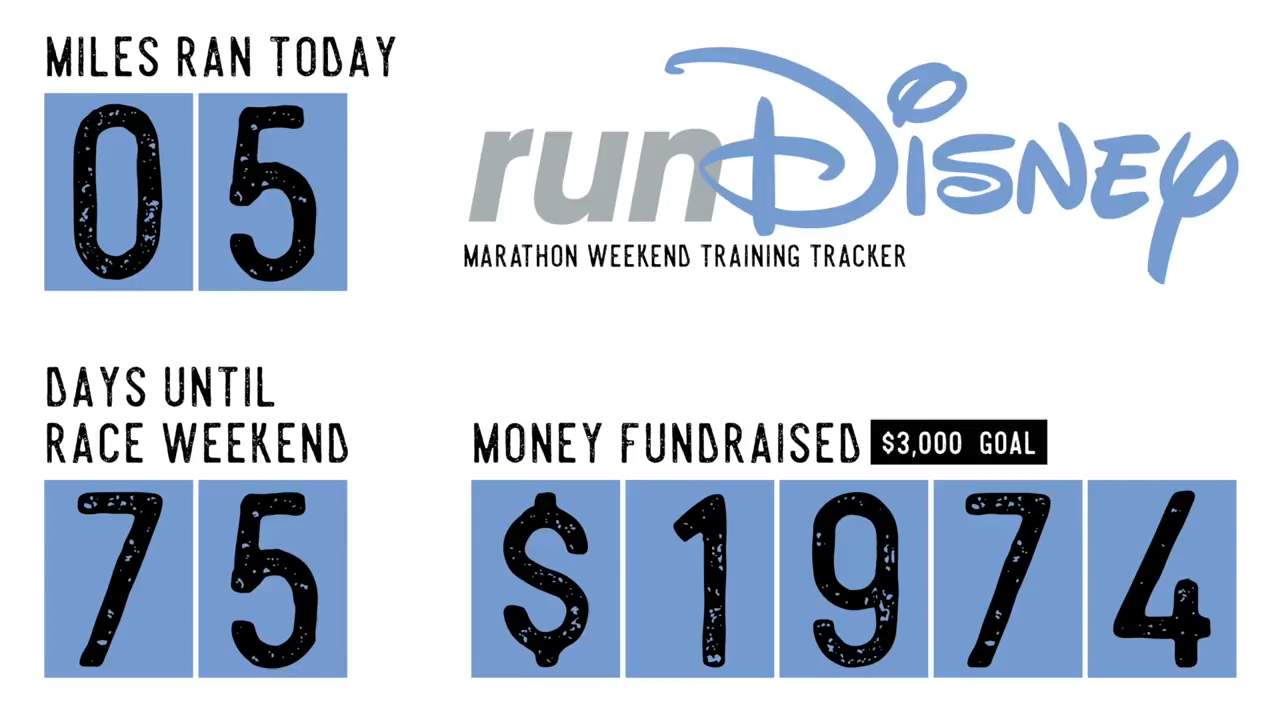 MILES RAN TODAY
05
runDisney
MARATHON WEEKEND TRAINING TRACKER
DAYS UNTIL
RACE WEEKEND
75
MONEY FUNDRAISED $3,000 GOAL
$1974